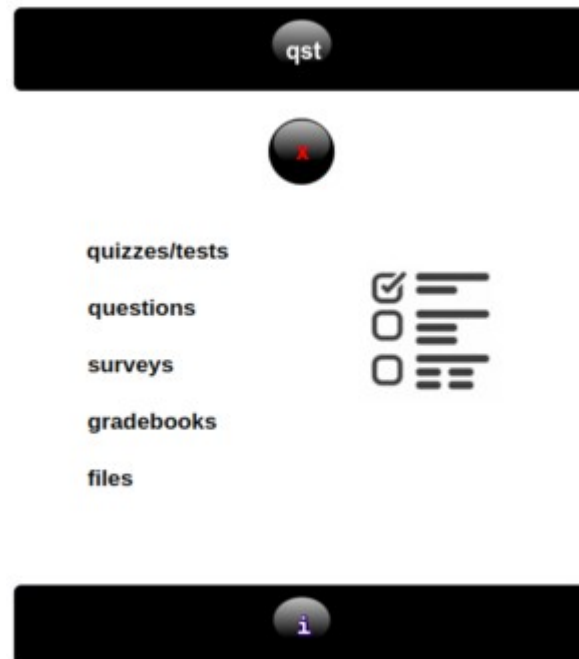 qst
x
quizzes/tests
questions
surveys
gradebooks
files
i